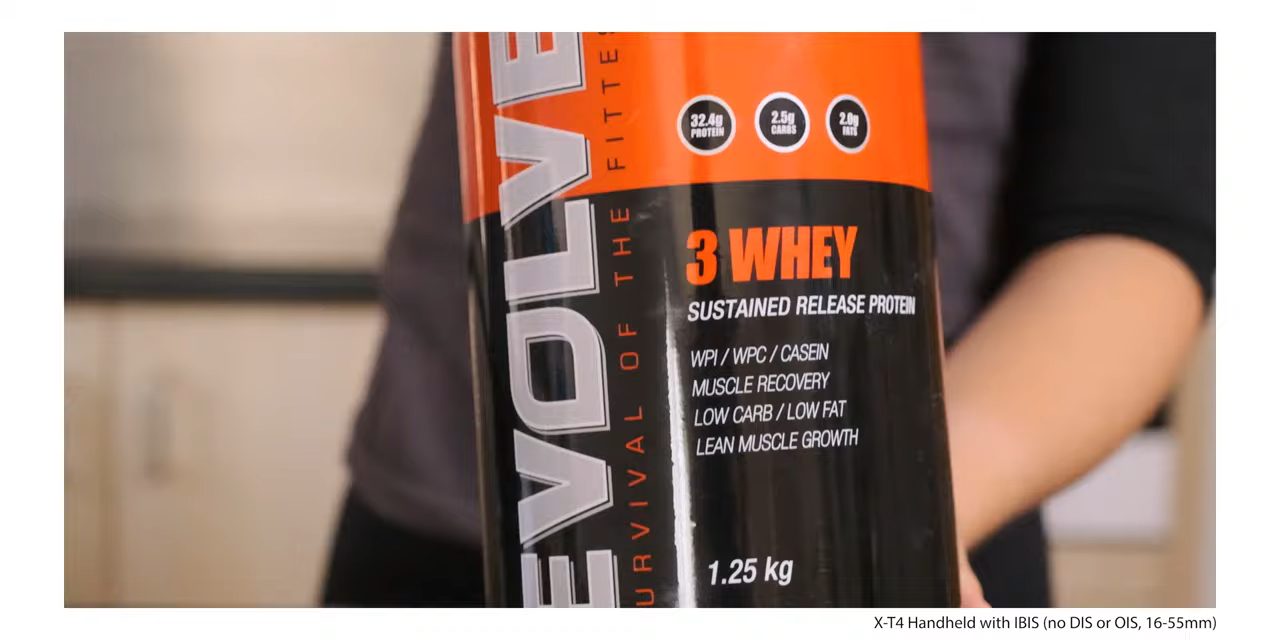 EVOLVE
EVOLVE
SURVIVAL OF THE FITTES
32.4g
PROTEIN
2.5g
CARBS
2.0g
FATS
3 WHEY
SUSTAINED RELEASE PROTEIN
WPI / WPC / CASEIN
MUSCLE RECOVERY
LOW CARB / LOW FAT
LEAN MUSCLE GROWTH
1.25 kg
X-T4 Handheld with IBIS (no DIS or OIS, 16-55mm)